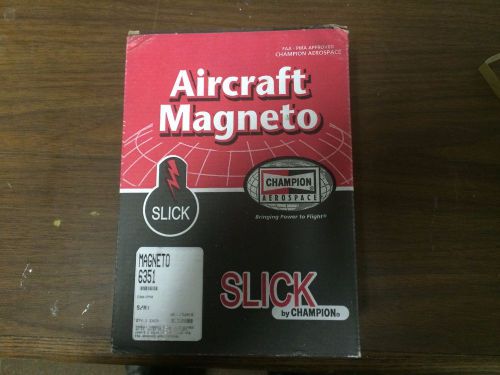 FAA - PMA APPROVED
CHAMPION AEROSPACE
Aircraft
Magneto
SLICK
CHAMPION
AEROSPACE
Bringing Power to Flight®
MAGNETO
6351
S/N:
SLICK
by CHAMPION®